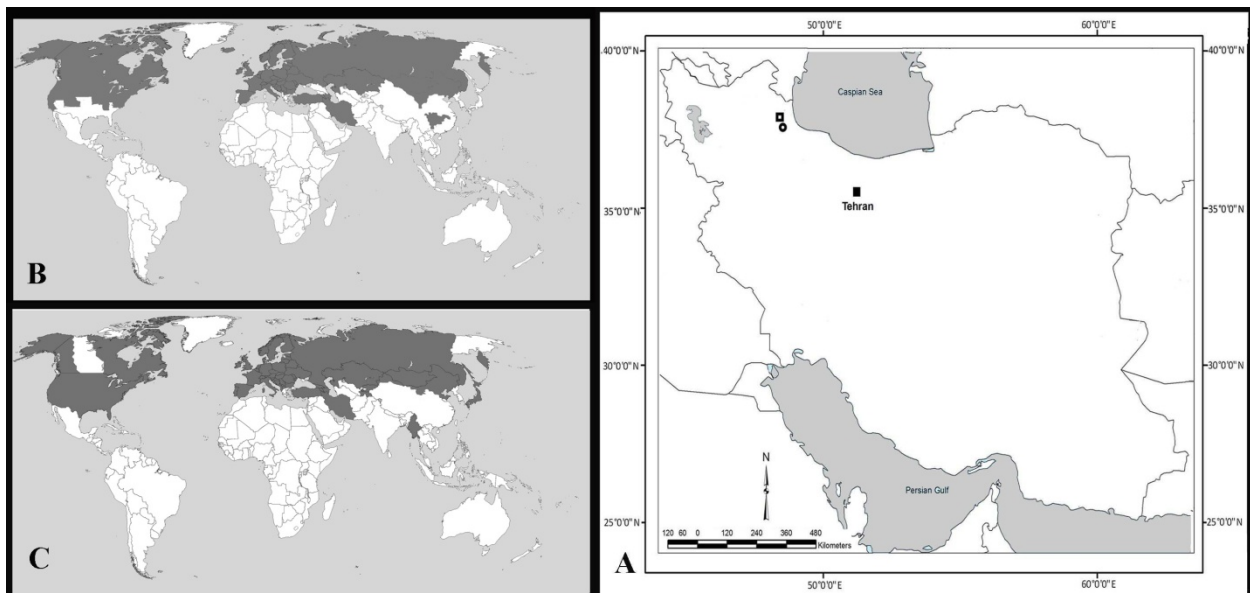 B
C
50°0'0"E 60°0'0"E
40°0'0"N 40°0'0"N
Caspian Sea
Tehran
35°0'0"N 35°0'0"N
30°0'0"N 30°0'0"N
N
Persian Gulf
25°0'0"N 25°0'0"N
120 60 0 120 240 360 480
Kilometers
A
50°0'0"E 60°0'0"E